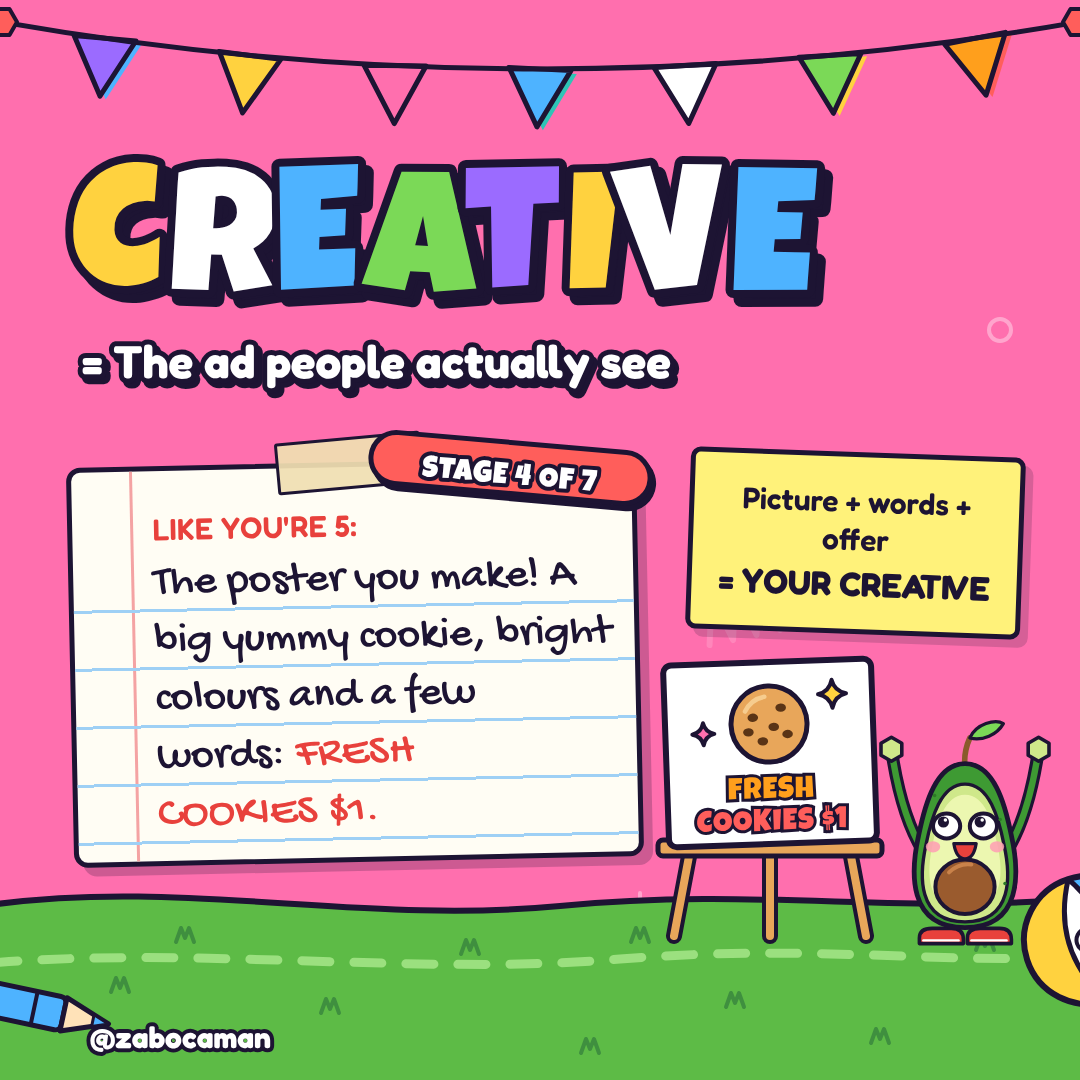 CREATIVE
= The ad people actually see
STAGE 4 OF 7
LIKE YOU'RE 5:
The poster you make! A
big yummy cookie, bright
colours and a few
words: FRESH
COOKIES $1.
Picture + words +
offer
= YOUR CREATIVE
FRESH
COOKIES $1
@zabocaman